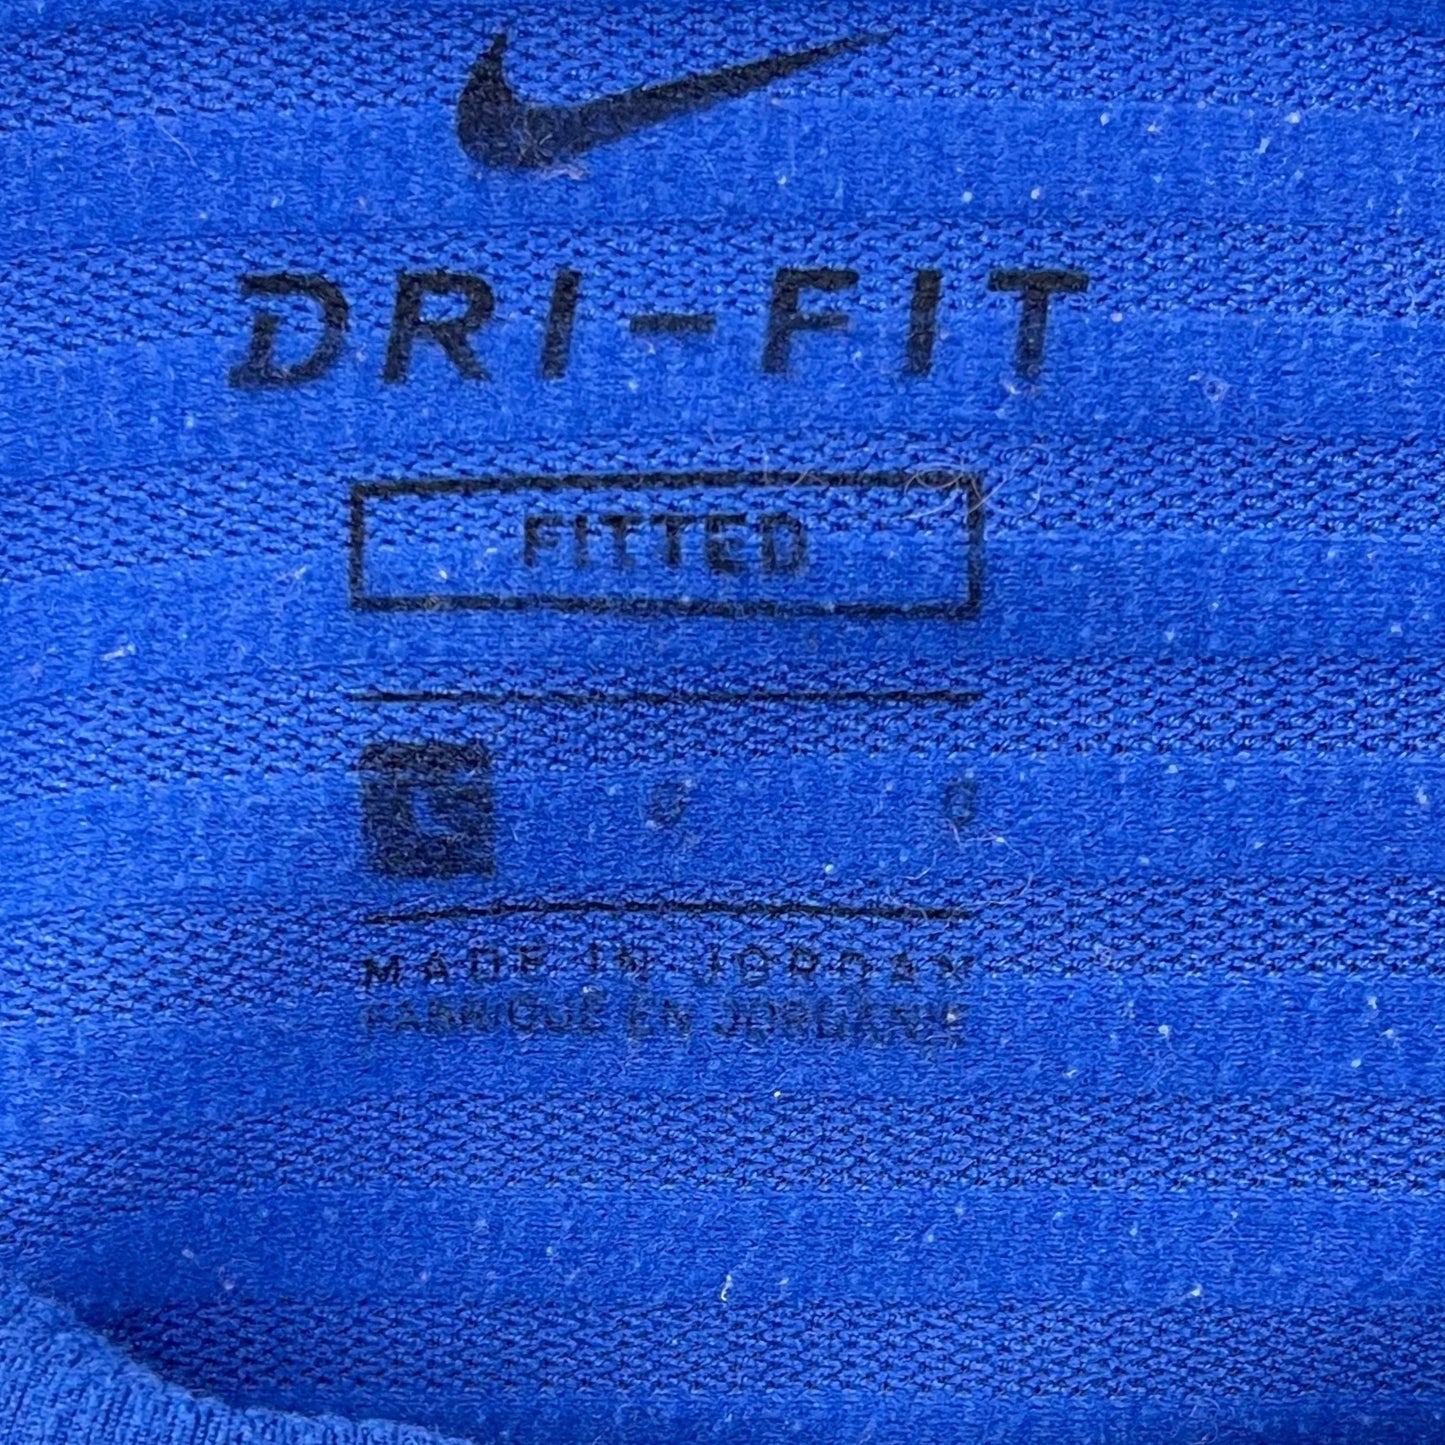 DRI-FIT
FITTED
L G G
MADE IN JORDAN
FABRIQUÉ EN JORDANIE